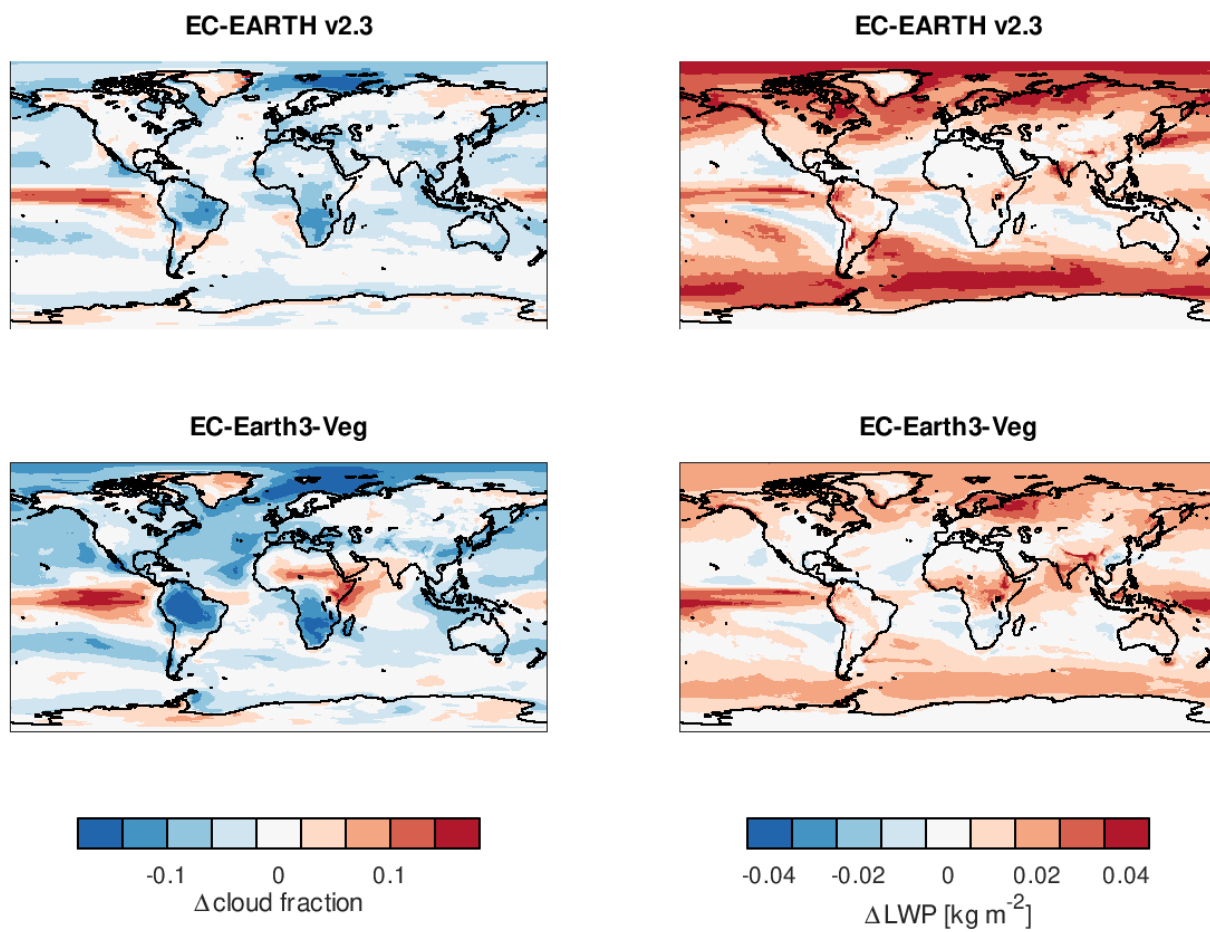 EC-EARTH v2.3
EC-EARTH v2.3
EC-Earth3-Veg
EC-Earth3-Veg
-0.1 0 0.1
Δcloud fraction
-0.04 -0.02 0 0.02 0.04
ΔLWP [kg m⁻²]